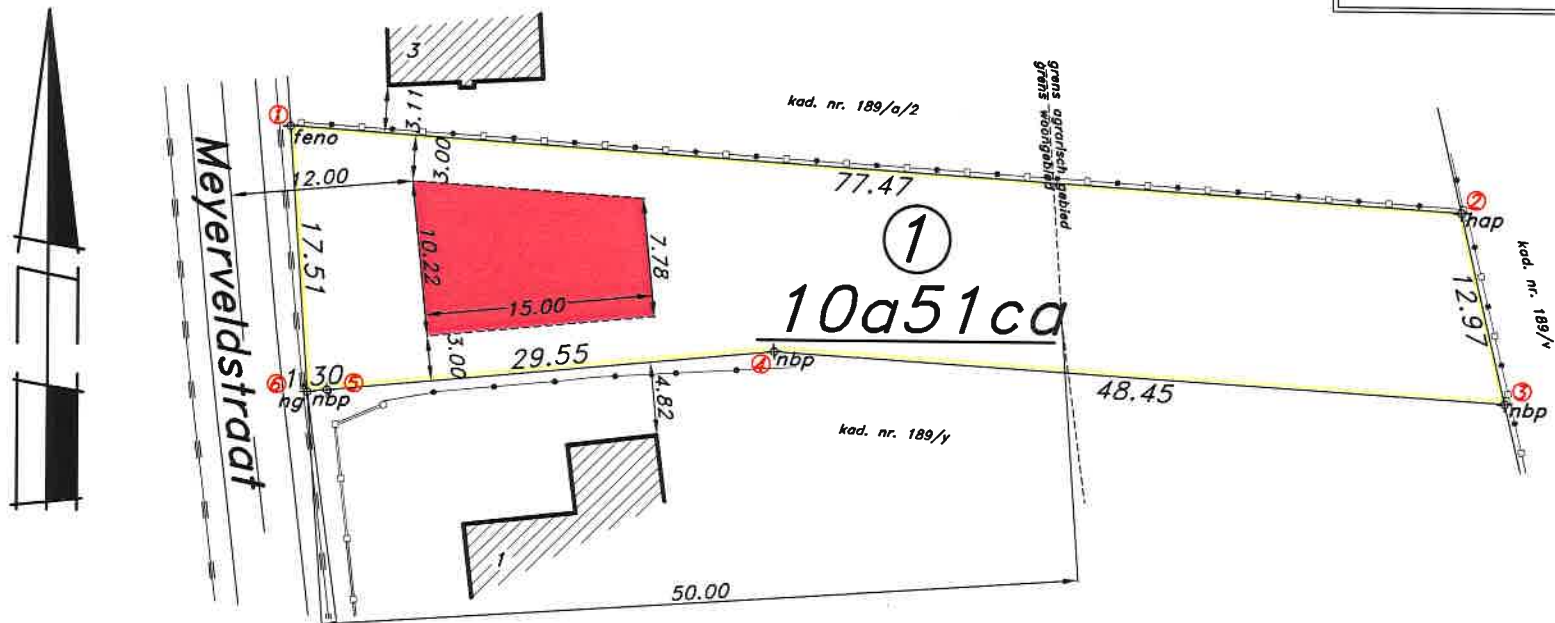 3
kad. nr. 189/a/2
grens agrarisch gebied
grens woongebied
①
feno
3.11
3.00
12.00
77.47
②
hap
Meyerveldstraat
17.51
10.22
7.78
15.00
①
10a51ca
12.97
kad. nr. 189/v
3.00
29.55
④
nbp
⑥
1.30
⑤
hg
nbp
4.82
48.45
③
nbp
kad. nr. 189/y
1
50.00